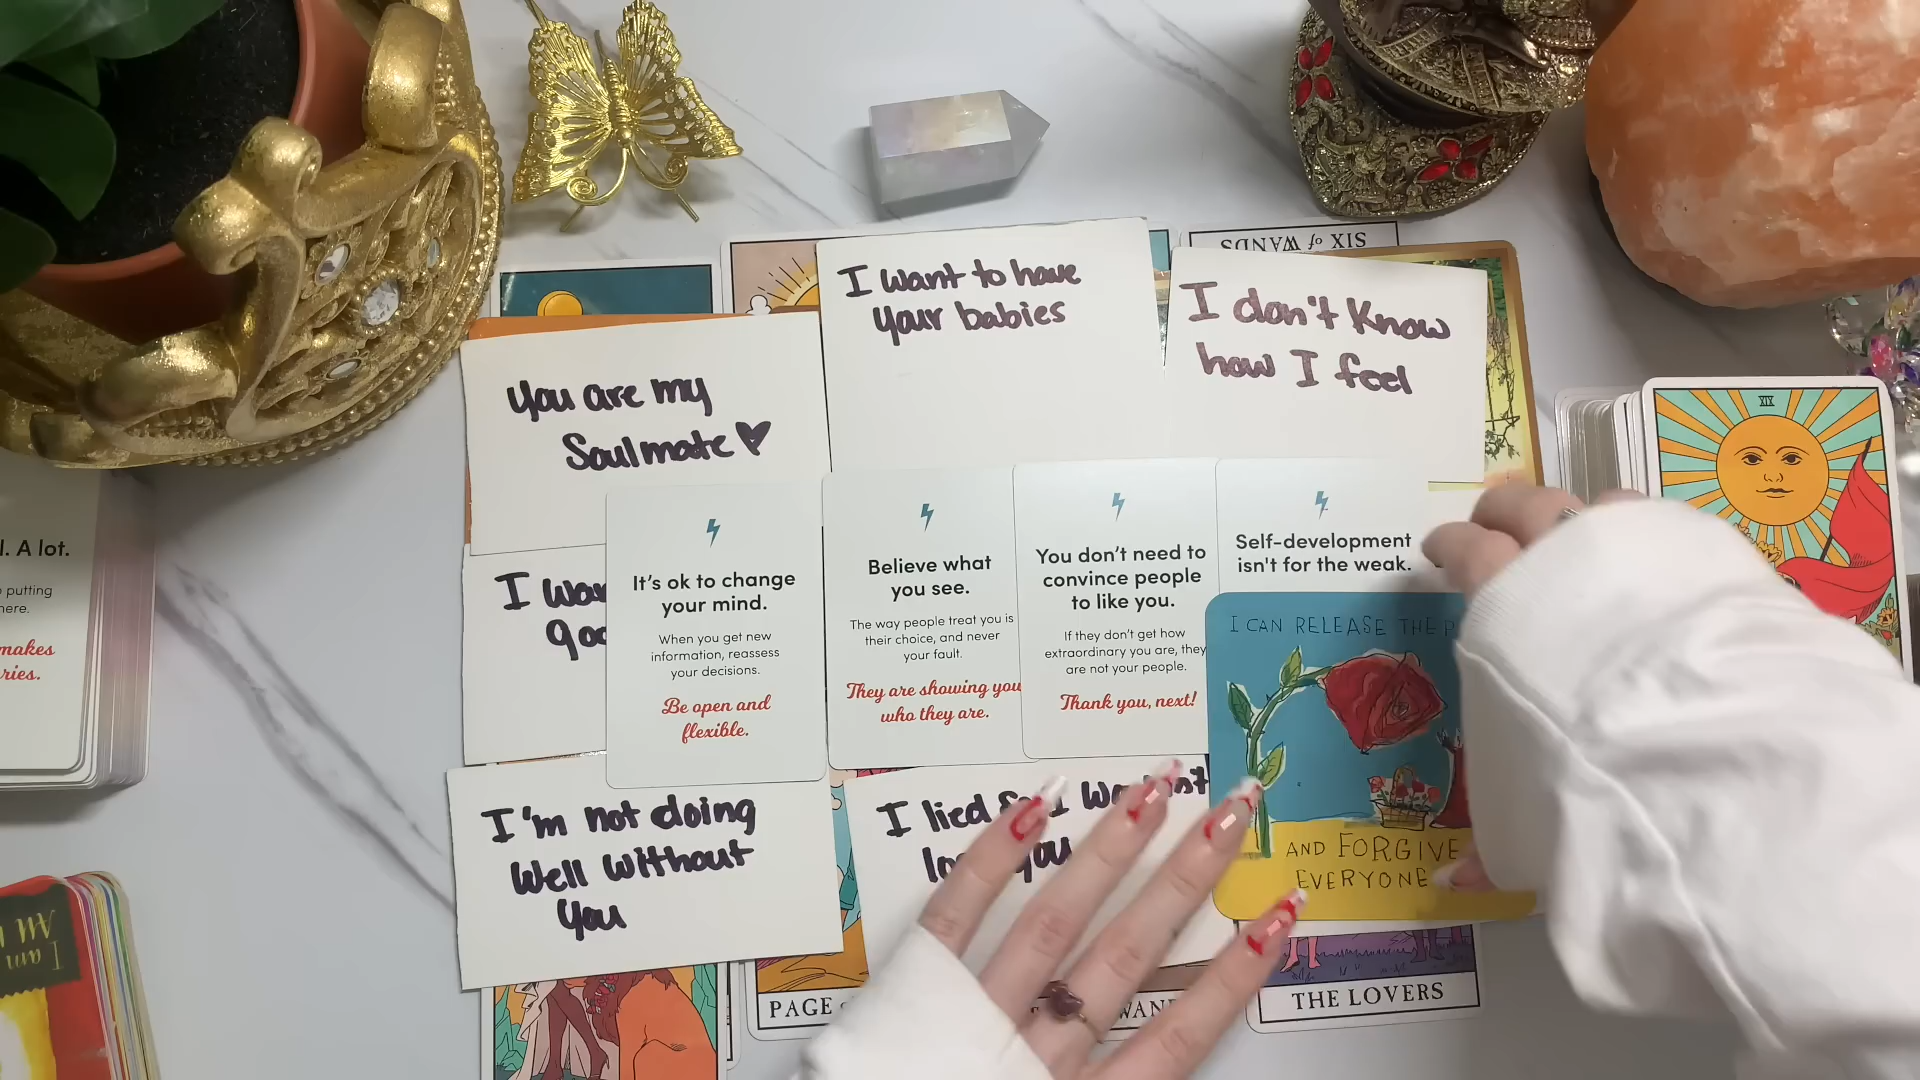 SIX of WANDS
I want to have
your babies
I don't know
how I feel
You are my
Soulmate
XIX
It's ok to change
your mind.
When you get new
information, reassess
your decisions.
Be open and
flexible.
Believe what
you see.
The way people treat you is
their choice, and never
your fault.
They are showing you
who they are.
You don't need to
convince people
to like you.
If they don't get how
extraordinary you are, they
are not your people.
Thank you, next!
Self-development
isn't for the weak.
I CAN RELEASE THE
AND FORGIVE
EVERYONE
A lot.
putting
here.
makes
I
I'm not doing
Well without
You
I lied
you
PAGE
THE LOVERS
I am